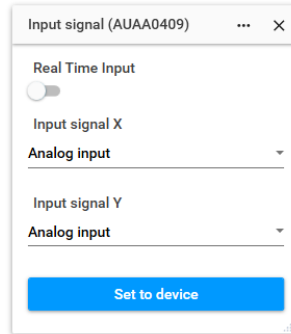 Input signal (AUAA0409)
Real Time Input
Input signal X
Analog input
Input signal Y
Analog input
Set to device